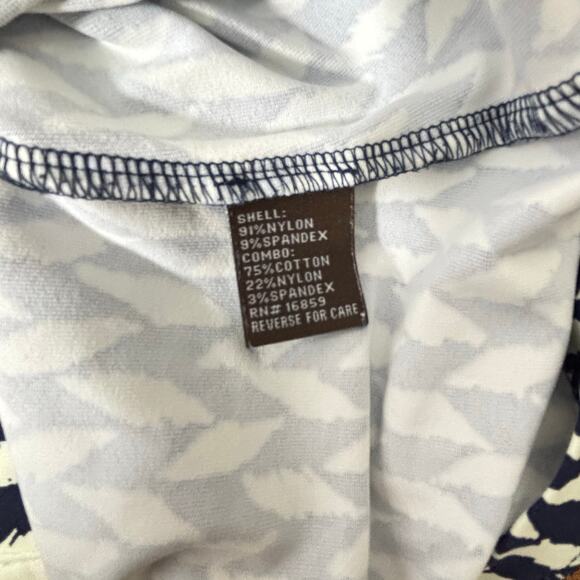 SHELL:
91%NYLON
9%SPANDEX
COMBO:
75%COTTON
22%NYLON
3%SPANDEX
RN# 16859
REVERSE FOR CARE